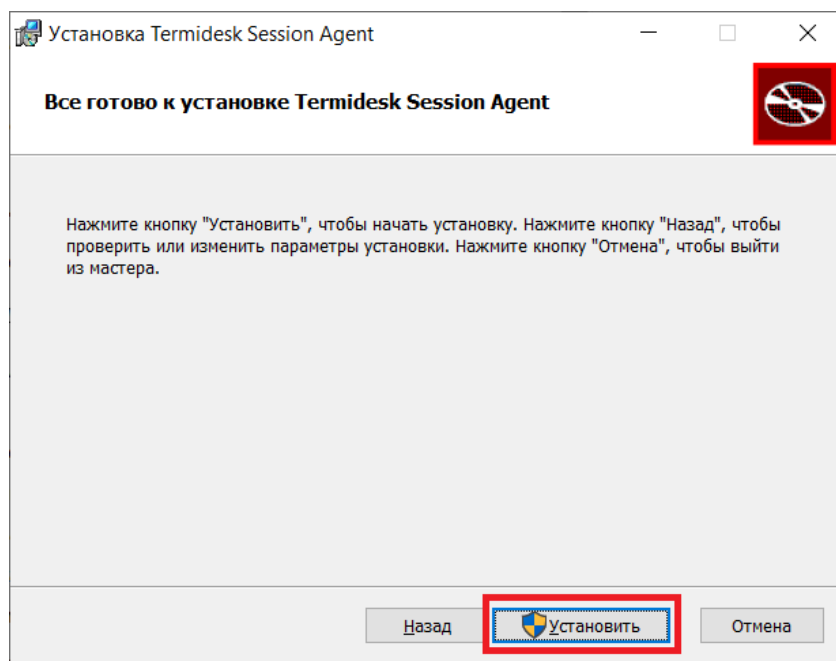 Установка Termidesk Session Agent
Все готово к установке Termidesk Session Agent
Нажмите кнопку "Установить", чтобы начать установку. Нажмите кнопку "Назад", чтобы
проверить или изменить параметры установки. Нажмите кнопку "Отмена", чтобы выйти
из мастера.
Назад Установить Отмена